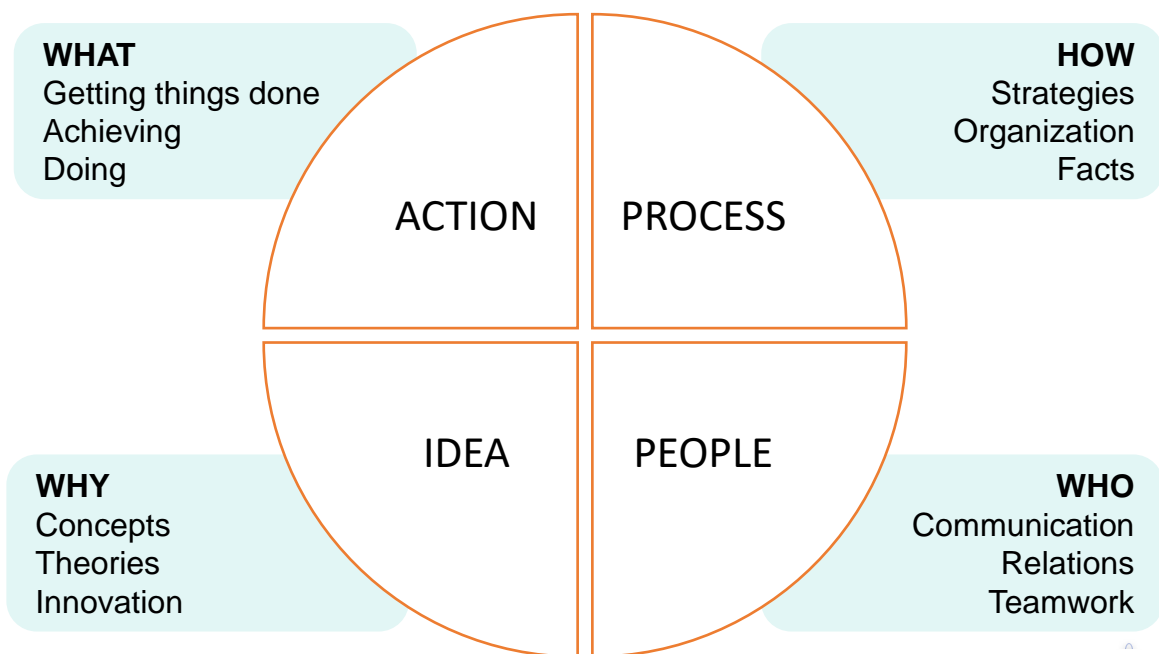 WHAT
Getting things done
Achieving
Doing
HOW
Strategies
Organization
Facts
ACTION
PROCESS
IDEA
PEOPLE
WHY
Concepts
Theories
Innovation
WHO
Communication
Relations
Teamwork